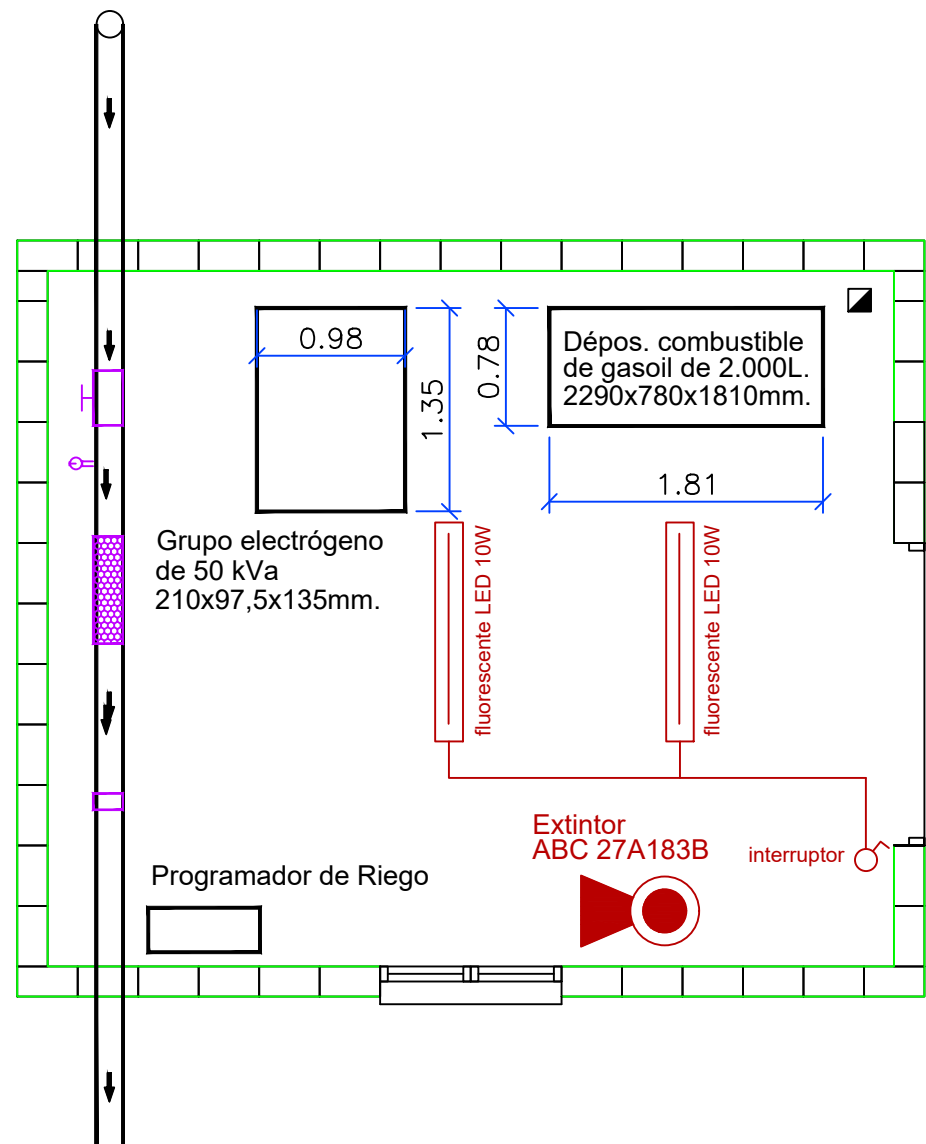 0.98
1.35
0.78
Dépos. combustible
de gasoil de 2.000L.
2290x780x1810mm.
1.81
Grupo electrógeno
de 50 kVa
210x97,5x135mm.
fluorescente LED 10W
fluorescente LED 10W
Extintor
ABC 27A183B
interruptor
Programador de Riego